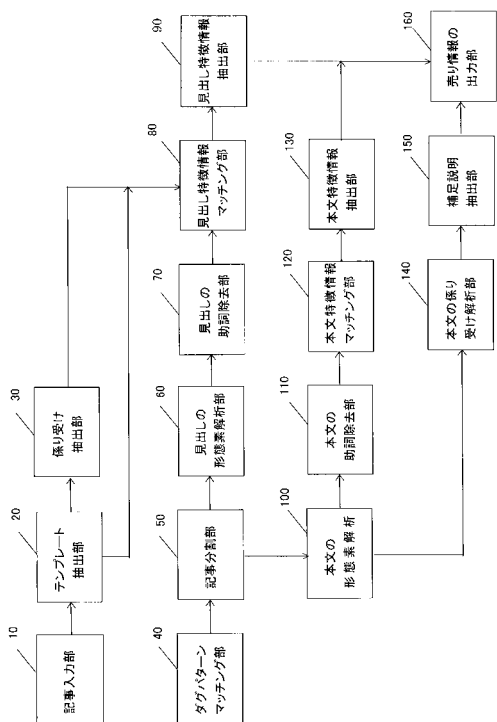 10
記事入力部
20
テンプレート
抽出部
30
係り受け
抽出部
40
ダグパターン
マッチング部
50
記事分割部
60
見出しの
形態素解析部
70
見出しの
助詞除去部
80
見出し特徴情報
マッチング部
90
見出し特徴情報
抽出部
100
本文の
形態素解析
110
本文の
助詞除去部
120
本文特徴情報
マッチング部
130
本文特徴情報
抽出部
140
本文の係り
受け解析部
150
補足説明
抽出部
160
売り情報の
出力部